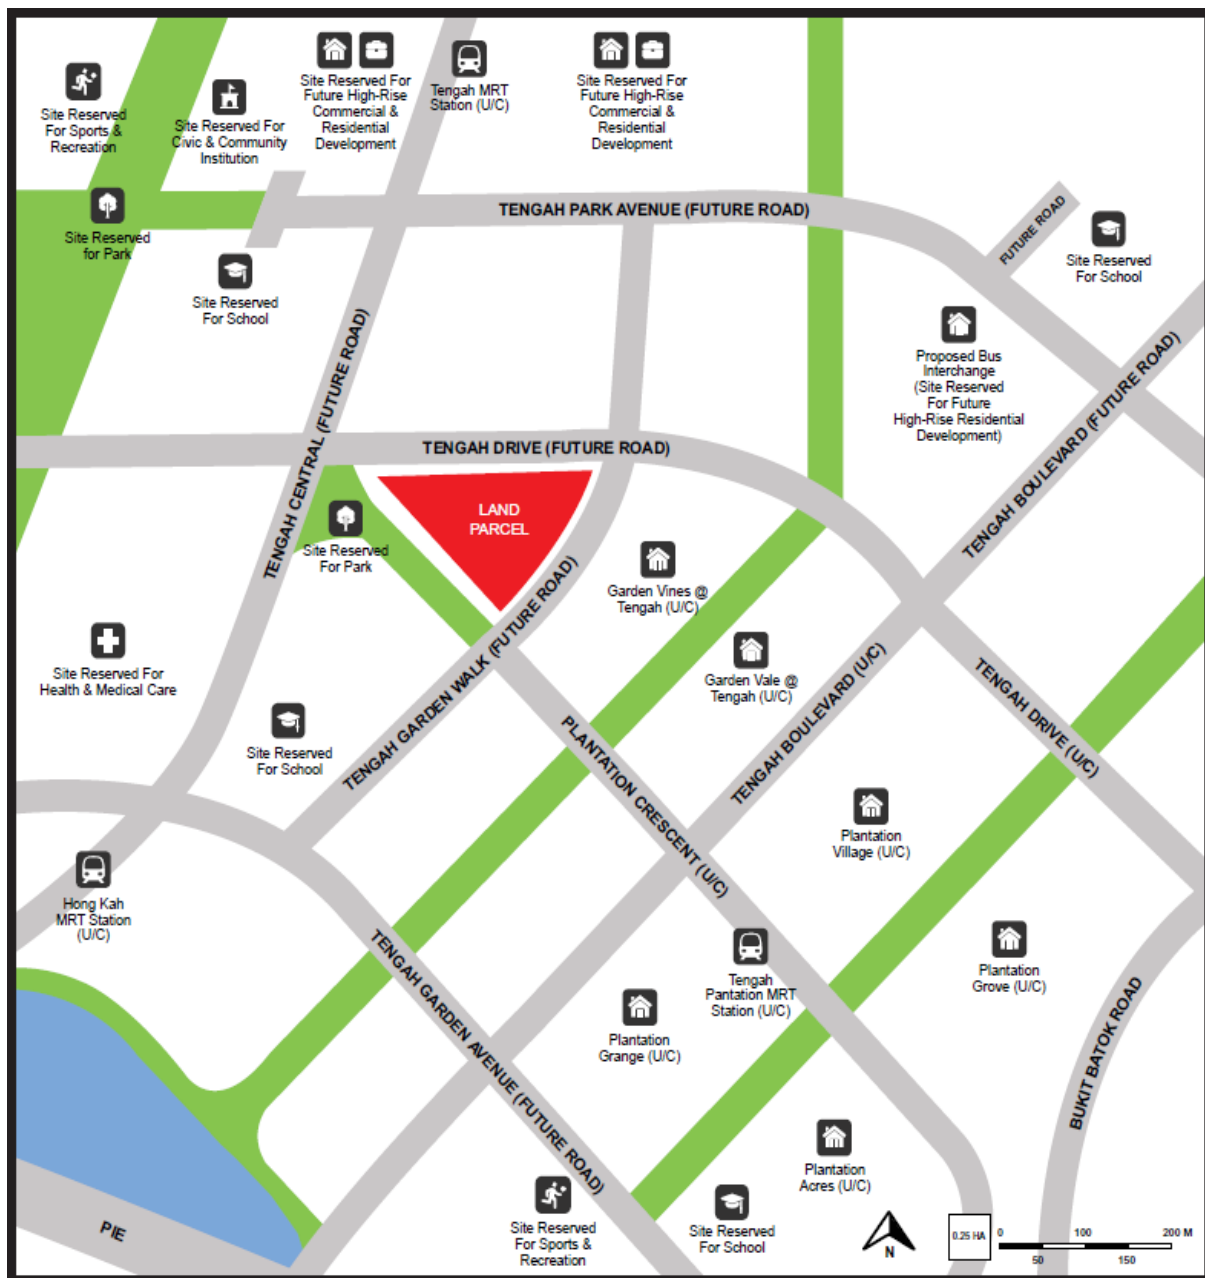 Site Reserved
For Sports &
Recreation
Site Reserved For
Civic & Community
Institution
Site Reserved For
Future High-Rise
Commercial &
Residential
Development
Tengah MRT
Station (U/C)
Site Reserved For
Future High-Rise
Commercial &
Residential
Development
Site Reserved
for Park
TENGAH PARK AVENUE (FUTURE ROAD)
FUTURE ROAD
Site Reserved
For School
Site Reserved
For School
Proposed Bus
Interchange
(Site Reserved
For Future
High-Rise Residential
Development)
TENGAH CENTRAL (FUTURE ROAD)
TENGAH DRIVE (FUTURE ROAD)
TENGAH BOULEVARD (FUTURE ROAD)
LAND
PARCEL
Site Reserved
For Park
Garden Vines @
Tengah (U/C)
TENGAH GARDEN WALK (FUTURE ROAD)
Site Reserved For
Health & Medical Care
Garden Vale @
Tengah (U/C)
TENGAH BOULEVARD (U/C)
TENGAH DRIVE (U/C)
Site Reserved
For School
PLANTATION CRESCENT (U/C)
Plantation
Village (U/C)
Hong Kah
MRT Station
(U/C)
TENGAH GARDEN AVENUE (FUTURE ROAD)
Tengah
Pantation MRT
Station (U/C)
Plantation
Grove (U/C)
Plantation
Grange (U/C)
BUKIT BATOK ROAD
Plantation
Acres (U/C)
PIE
Site Reserved
For Sports &
Recreation
Site Reserved
For School
N
0.25 HA
0 100 200 M
50 150